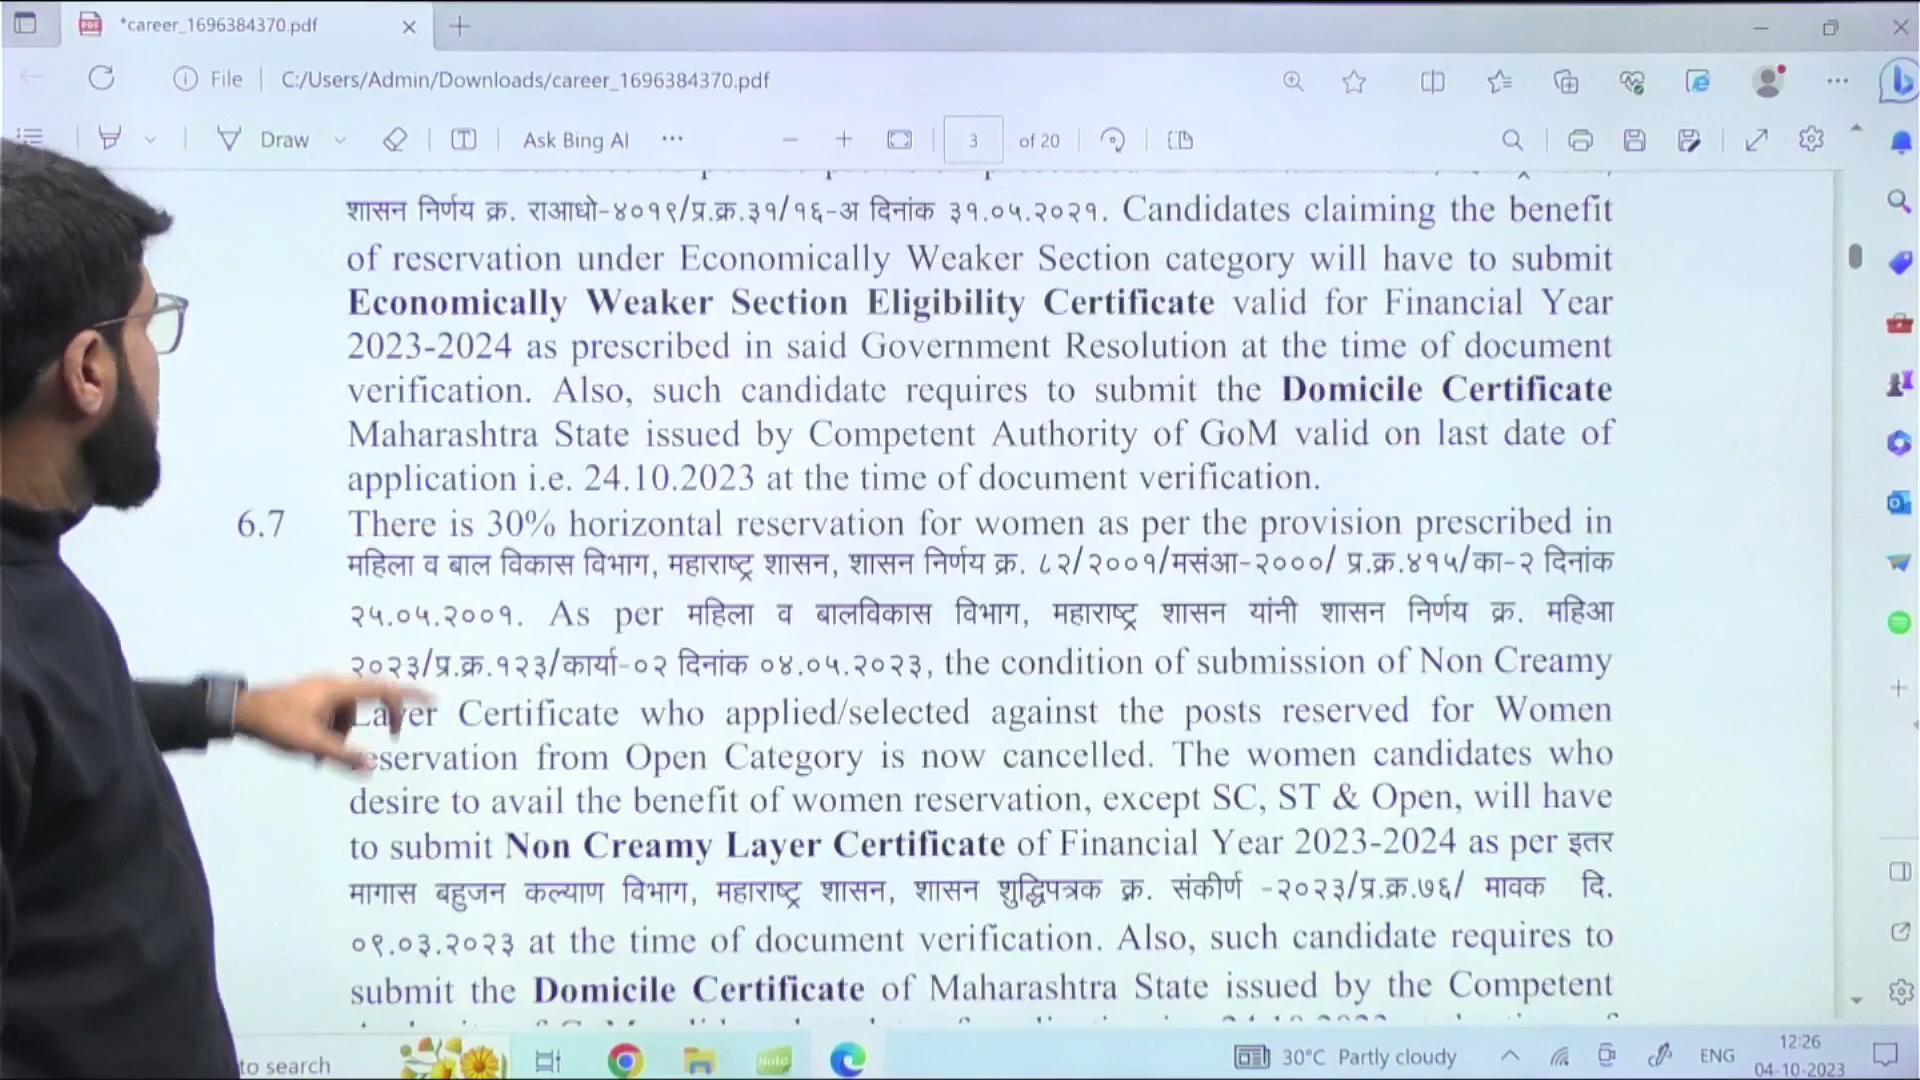 *career_1696384370.pdf
File
C:/Users/Admin/Downloads/career_1696384370.pdf
Draw
Ask Bing AI
3 of 20
शासन निर्णय क्र. राआधो-४०१९/प्र.क्र.३१/१६-अ दिनांक ३१.०५.२०२१. Candidates claiming the benefit
of reservation under Economically Weaker Section category will have to submit
Economically Weaker Section Eligibility Certificate valid for Financial Year
2023-2024 as prescribed in said Government Resolution at the time of document
verification. Also, such candidate requires to submit the Domicile Certificate
Maharashtra State issued by Competent Authority of GoM valid on last date of
application i.e. 24.10.2023 at the time of document verification.
6.7 There is 30% horizontal reservation for women as per the provision prescribed in
महिला व बाल विकास विभाग, महाराष्ट्र शासन, शासन निर्णय क्र. ८२/२००१/मसंआ-२०००/ प्र.क्र.४१५/का-२ दिनांक
२५.०५.२००१. As per महिला व बालविकास विभाग, महाराष्ट्र शासन यांनी शासन निर्णय क्र. महिआ
२०२३/प्र.क्र.१२३/कार्या-०२ दिनांक ०४.०५.२०२३, the condition of submission of Non Creamy
Layer Certificate who applied/selected against the posts reserved for Women
reservation from Open Category is now cancelled. The women candidates who
desire to avail the benefit of women reservation, except SC, ST & Open, will have
to submit Non Creamy Layer Certificate of Financial Year 2023-2024 as per इतर
मागास बहुजन कल्याण विभाग, महाराष्ट्र शासन, शासन शुद्धिपत्रक क्र. संकीर्ण -२०२३/प्र.क्र.७६/ मावक दि.
०९.०३.२०२३ at the time of document verification. Also, such candidate requires to
submit the Domicile Certificate of Maharashtra State issued by the Competent
to search
Note
30°C Partly cloudy
ENG
12:26
04-10-2023